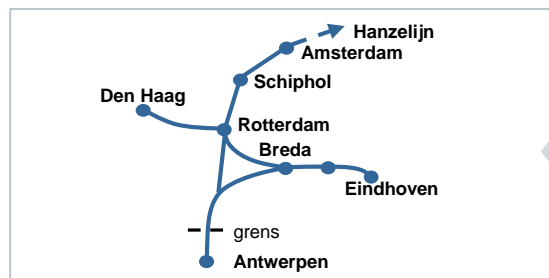 Hanzelijn
Amsterdam
Schiphol
Den Haag
Rotterdam
Breda
Eindhoven
grens
Antwerpen